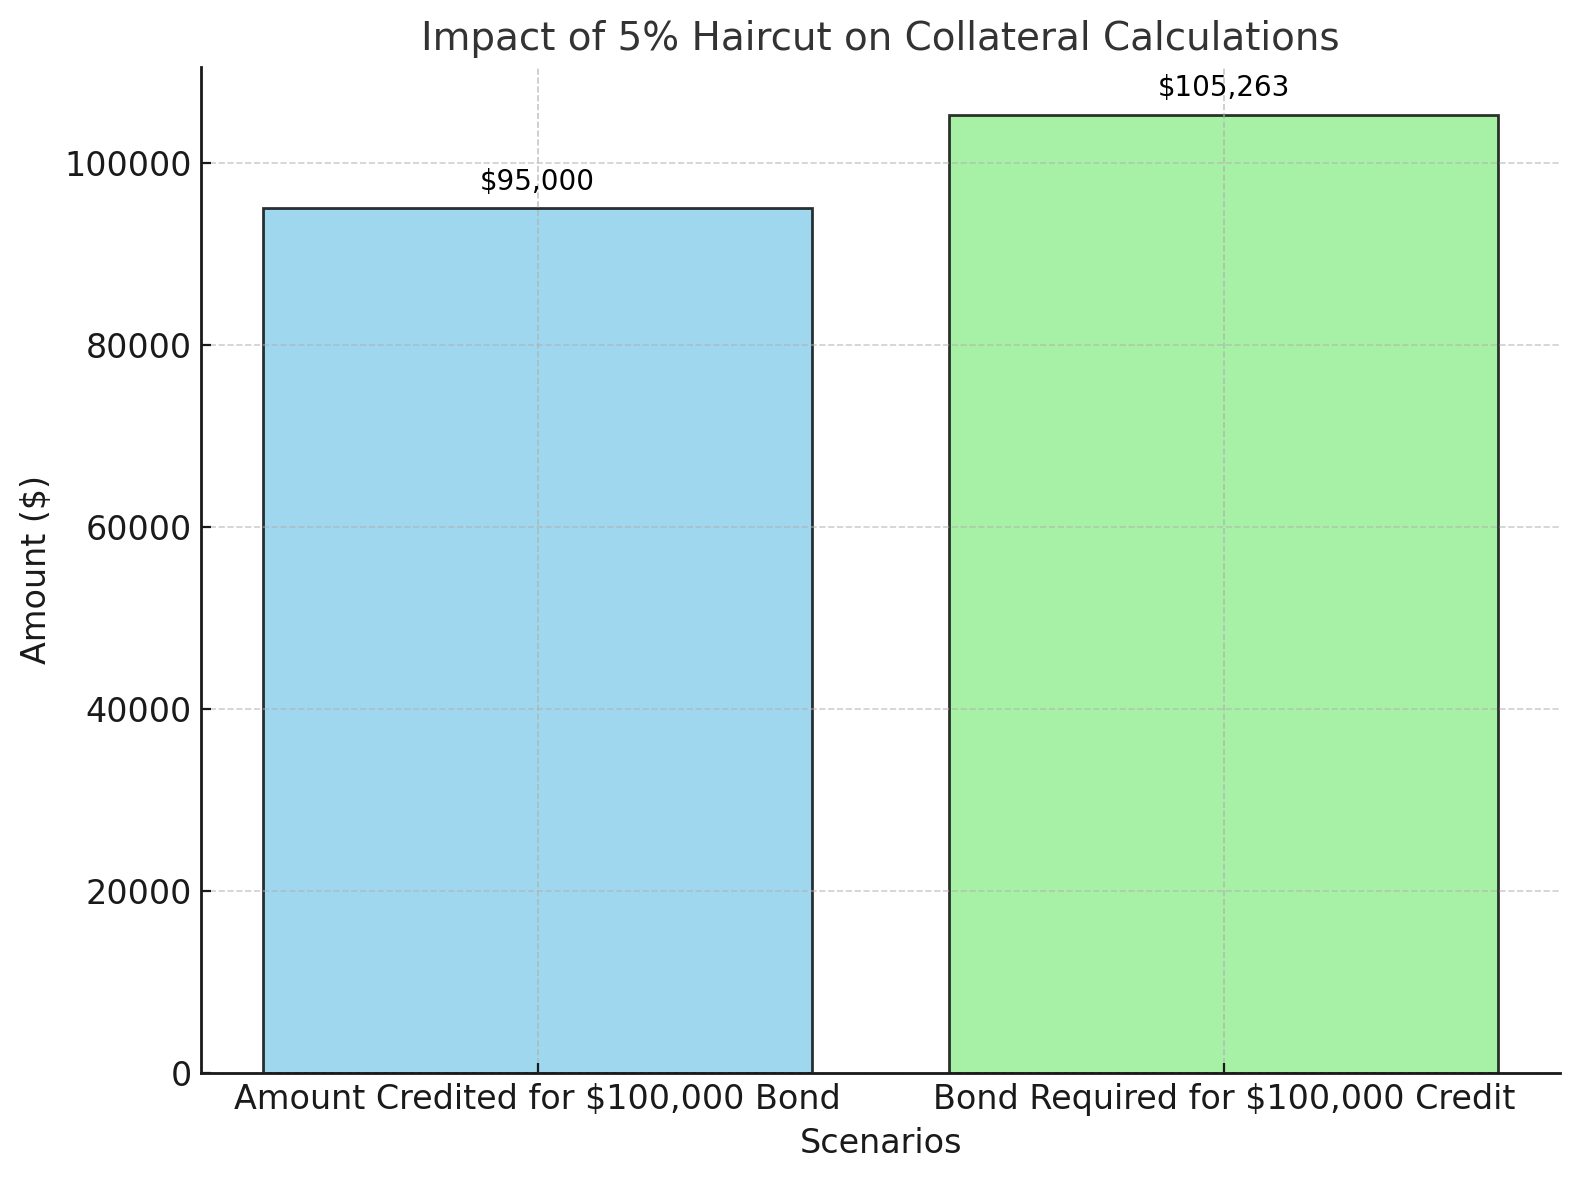 Impact of 5% Haircut on Collateral Calculations
$105,263
$95,000
100000
80000
60000
40000
20000
0
Amount ($)
Amount Credited for $100,000 Bond
Bond Required for $100,000 Credit
Scenarios